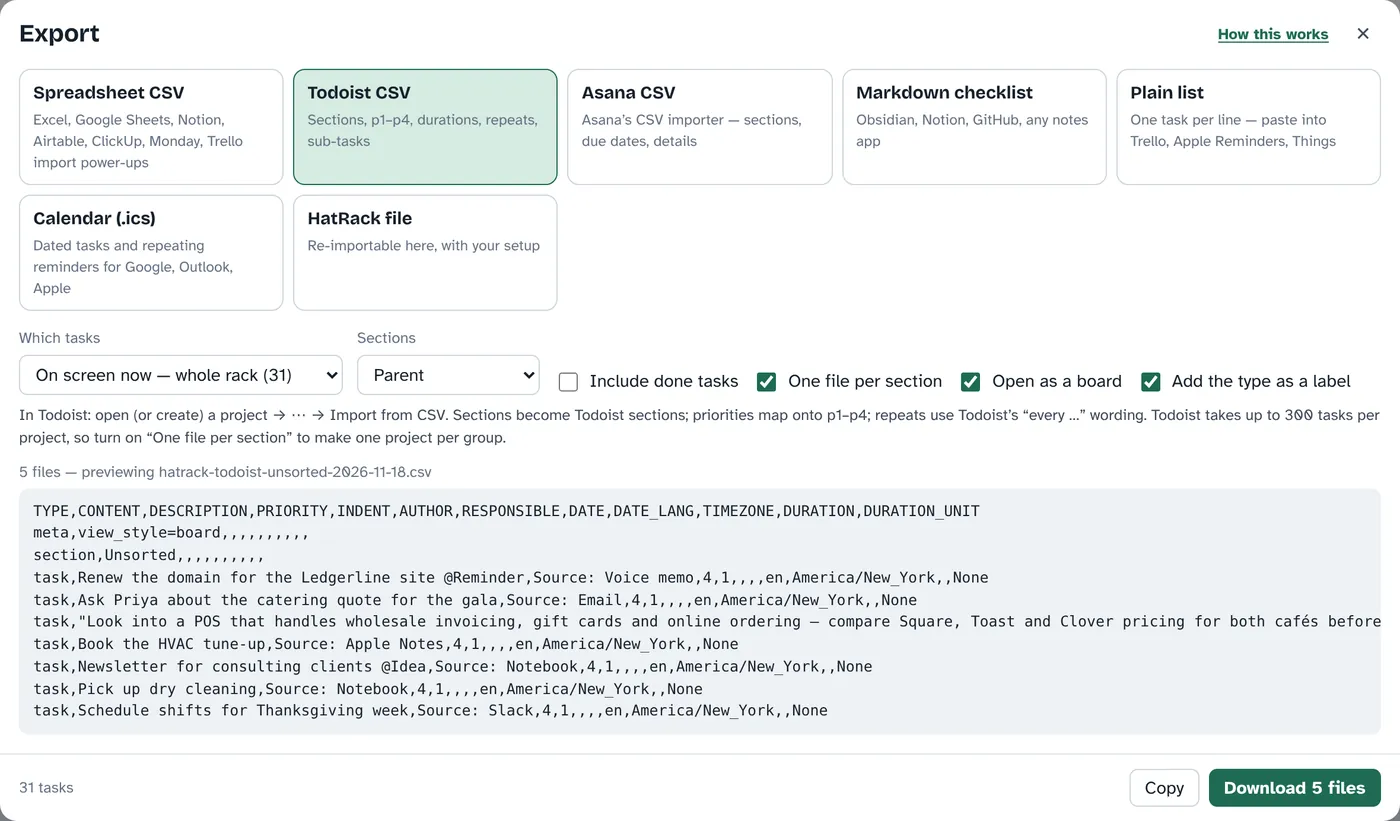 Export
How this works
✕
Spreadsheet CSV
Excel, Google Sheets, Notion,
Airtable, ClickUp, Monday, Trello
import power-ups
Todoist CSV
Sections, p1–p4, durations, repeats,
sub-tasks
Asana CSV
Asana’s CSV importer — sections,
due dates, details
Markdown checklist
Obsidian, Notion, GitHub, any notes
app
Plain list
One task per line — paste into
Trello, Apple Reminders, Things
Calendar (.ics)
Dated tasks and repeating
reminders for Google, Outlook,
Apple
HatRack file
Re-importable here, with your setup
Which tasks
On screen now — whole rack (31)
Sections
Parent
Include done tasks
One file per section
Open as a board
Add the type as a label
In Todoist: open (or create) a project → ⋯ → Import from CSV. Sections become Todoist sections; priorities map onto p1–p4; repeats use Todoist’s “every …” wording. Todoist takes up to 300 tasks per
project, so turn on “One file per section” to make one project per group.
5 files — previewing hatrack-todoist-unsorted-2026-11-18.csv
TYPE,CONTENT,DESCRIPTION,PRIORITY,INDENT,AUTHOR,RESPONSIBLE,DATE,DATE_LANG,TIMEZONE,DURATION,DURATION_UNIT
meta,view_style=board,,,,,,,,,,
section,Unsorted,,,,,,,,,,
task,Renew the domain for the Ledgerline site @Reminder,Source: Voice memo,4,1,,,,en,America/New_York,,None
task,Ask Priya about the catering quote for the gala,Source: Email,4,1,,,,en,America/New_York,,None
task,"Look into a POS that handles wholesale invoicing, gift cards and online ordering — compare Square, Toast and Clover pricing for both cafés before
task,Book the HVAC tune-up,Source: Apple Notes,4,1,,,,en,America/New_York,,None
task,Newsletter for consulting clients @Idea,Source: Notebook,4,1,,,,en,America/New_York,,None
task,Pick up dry cleaning,Source: Notebook,4,1,,,,en,America/New_York,,None
task,Schedule shifts for Thanksgiving week,Source: Slack,4,1,,,,en,America/New_York,,None
31 tasks
Copy
Download 5 files